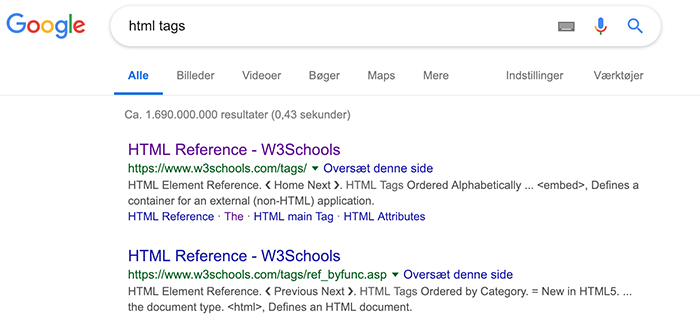 Google html tags
Alle Billeder Videoer Bøger Maps Mere Indstillinger Værktøjer
Ca. 1.690.000.000 resultater (0,43 sekunder)
HTML Reference - W3Schools
https://www.w3schools.com/tags/ ▼ Oversæt denne side
HTML Element Reference. ❮ Home Next ❯. HTML Tags Ordered Alphabetically ... <embed>, Defines a
container for an external (non-HTML) application.
HTML Reference · The · HTML main Tag · HTML Attributes
HTML Reference - W3Schools
https://www.w3schools.com/tags/ref_byfunc.asp ▼ Oversæt denne side
HTML Element Reference. ❮ Previous Next ❯. HTML Tags Ordered by Category. = New in HTML5. ...
the document type. <html>, Defines an HTML document.